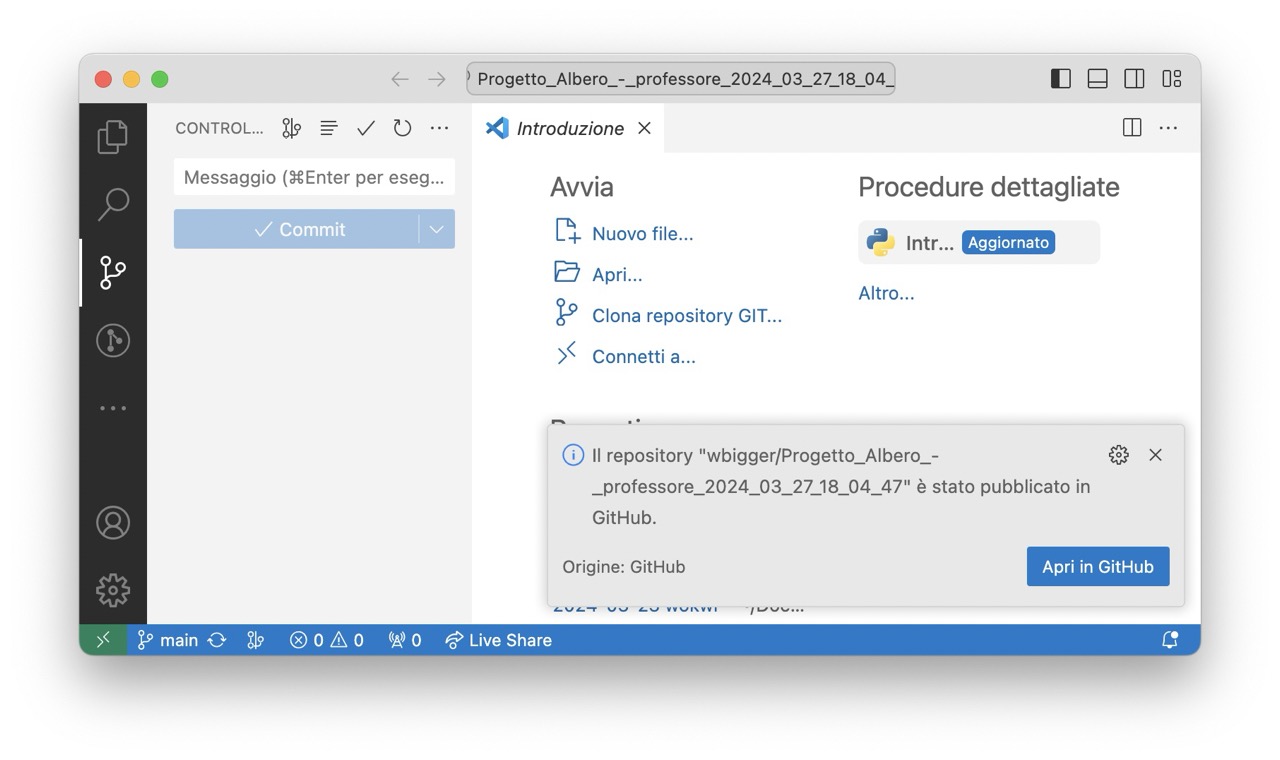 Progetto_Albero_-_professore_2024_03_27_18_04_
CONTROL...
Introduzione
Messaggio (⌘Enter per eseg...
Commit
Avvia
Nuovo file...
Apri...
Clona repository GIT...
Connetti a...
Procedure dettagliate
Intr... Aggiornato
Altro...
Il repository "wbigger/Progetto_Albero_-
_professore_2024_03_27_18_04_47" è stato pubblicato in
GitHub.
Origine: GitHub
Apri in GitHub
main
0 0
0
Live Share